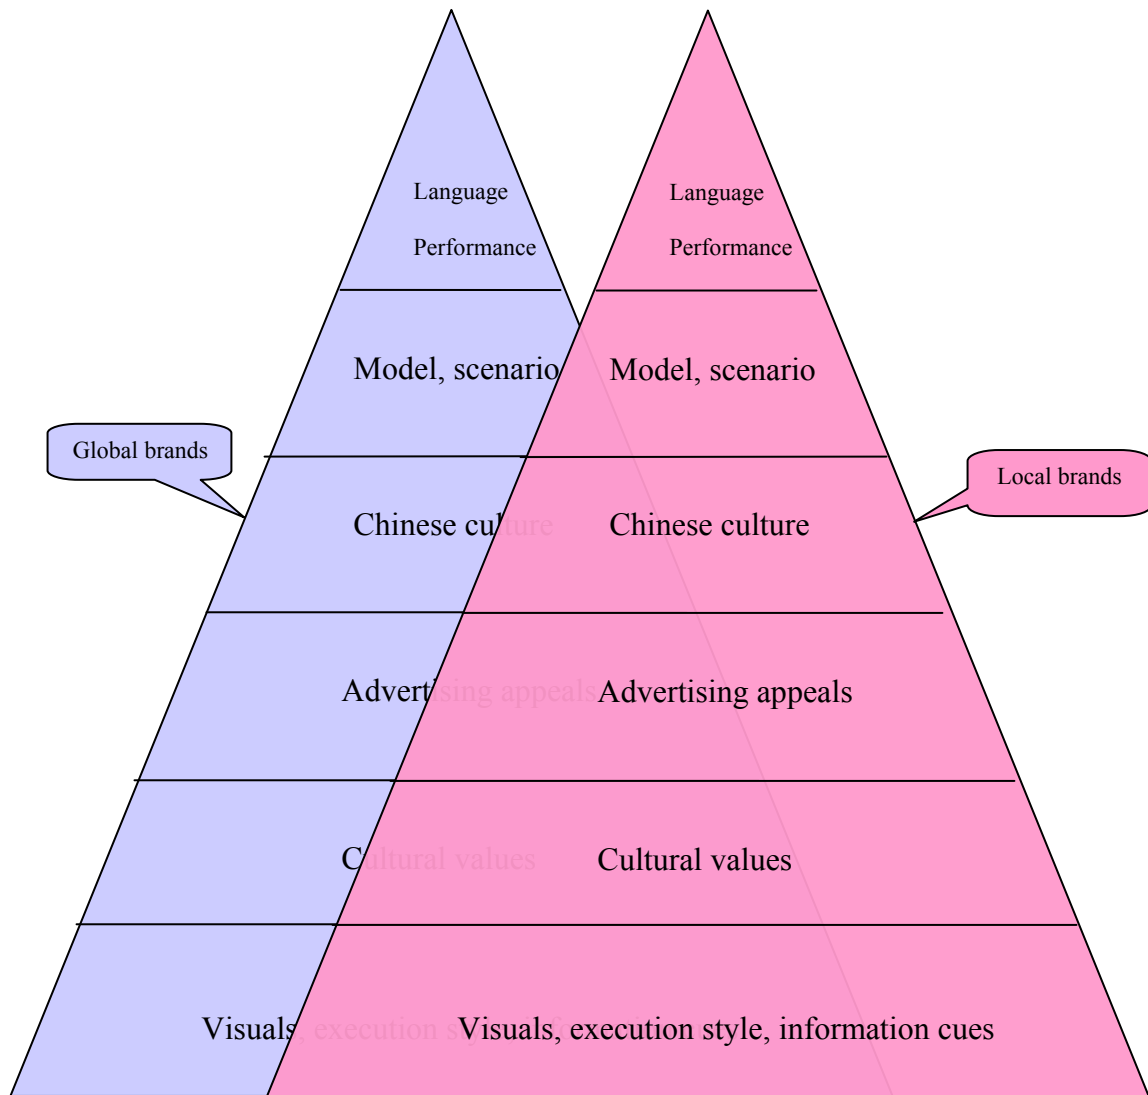 Language
Performance
Model, scenario
Global brands
Chinese culture
Advertising appeals
Cultural values
Visuals, execution style, information cues
Language
Performance
Model, scenario
Local brands
Chinese culture
Advertising appeals
Cultural values
Visuals, execution style, information cues